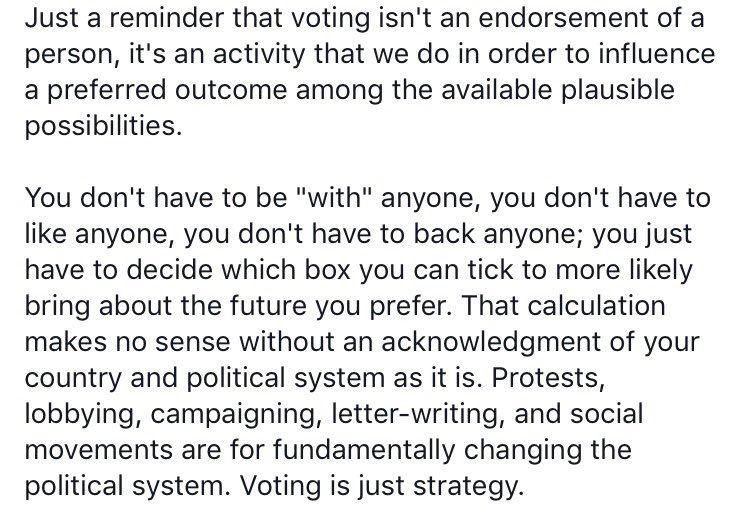 Just a reminder that voting isn't an endorsement of a
person, it's an activity that we do in order to influence
a preferred outcome among the available plausible
possibilities.
You don't have to be "with" anyone, you don't have to
like anyone, you don't have to back anyone; you just
have to decide which box you can tick to more likely
bring about the future you prefer. That calculation
makes no sense without an acknowledgment of your
country and political system as it is. Protests,
lobbying, campaigning, letter-writing, and social
movements are for fundamentally changing the
political system. Voting is just strategy.